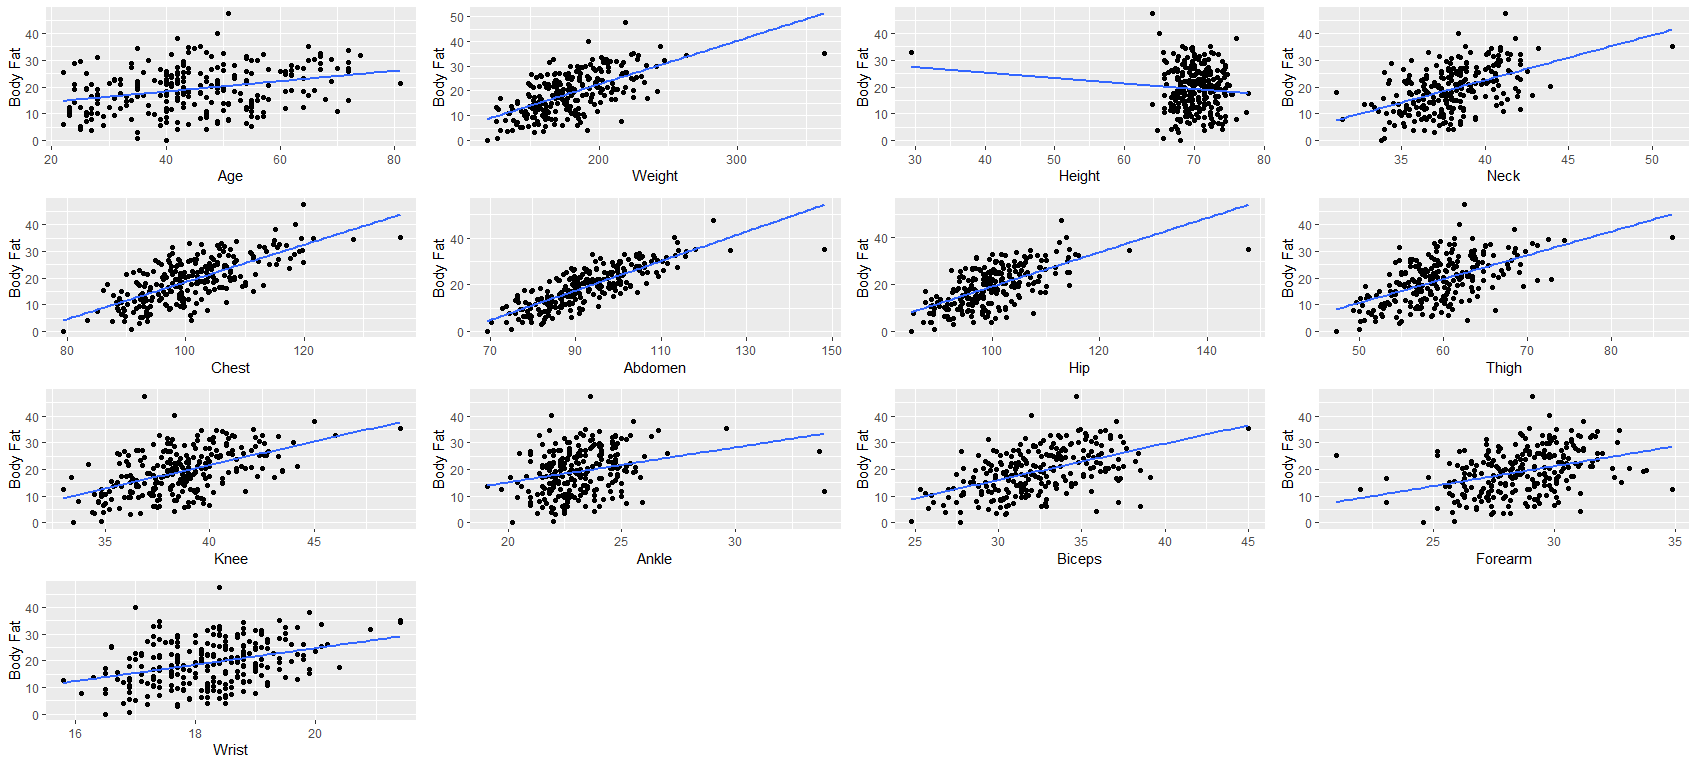 Body Fat
40
30
20
10
0
20 40 60 80
Age
Body Fat
50
40
30
20
10
0
200 300
Weight
Body Fat
40
30
20
10
0
30 40 50 60 70 80
Height
Body Fat
40
30
20
10
0
35 40 45 50
Neck
Body Fat
40
30
20
10
0
80 100 120
Chest
Body Fat
40
20
0
70 90 110 130 150
Abdomen
Body Fat
40
20
0
100 120 140
Hip
Body Fat
40
30
20
10
0
50 60 70 80
Thigh
Body Fat
40
30
20
10
0
35 40 45
Knee
Body Fat
40
30
20
10
0
20 25 30
Ankle
Body Fat
40
30
20
10
0
25 30 35 40 45
Biceps
Body Fat
40
30
20
10
0
25 30 35
Forearm
Body Fat
40
30
20
10
0
16 18 20
Wrist